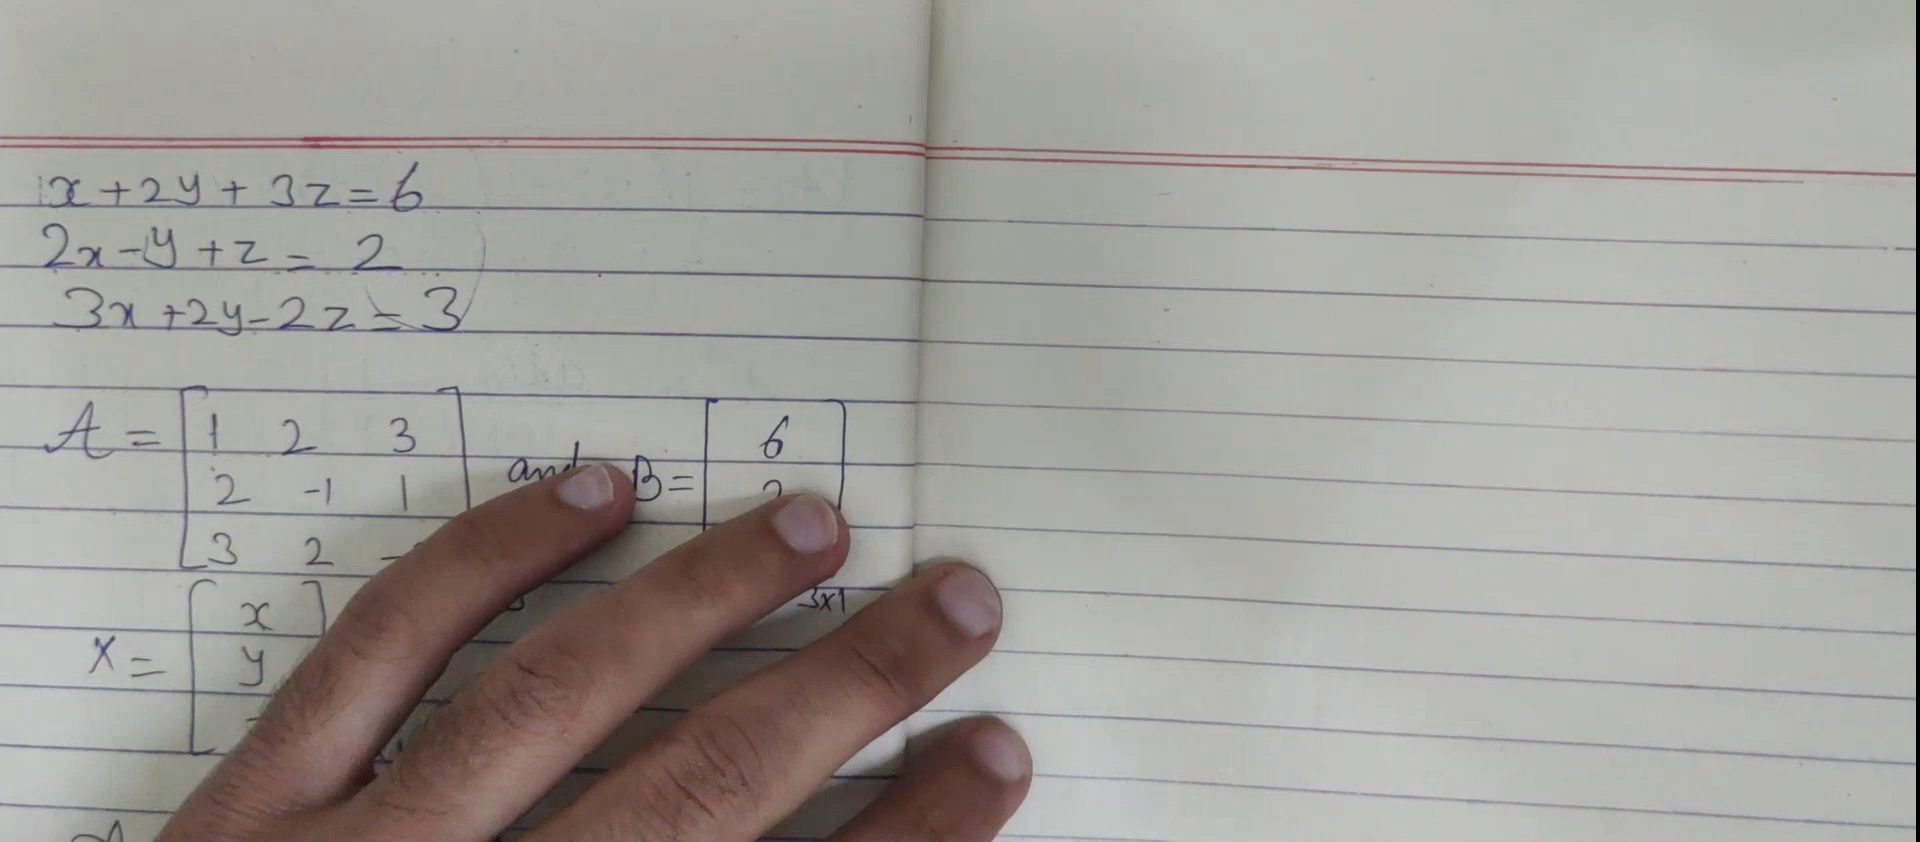 1x + 2y + 3z = 6
2x - y + z = 2
3x + 2y - 2z = 3
A = [1 2 3 and B = [6
2 -1 1
3 2 -
3x1
X = [x]
y